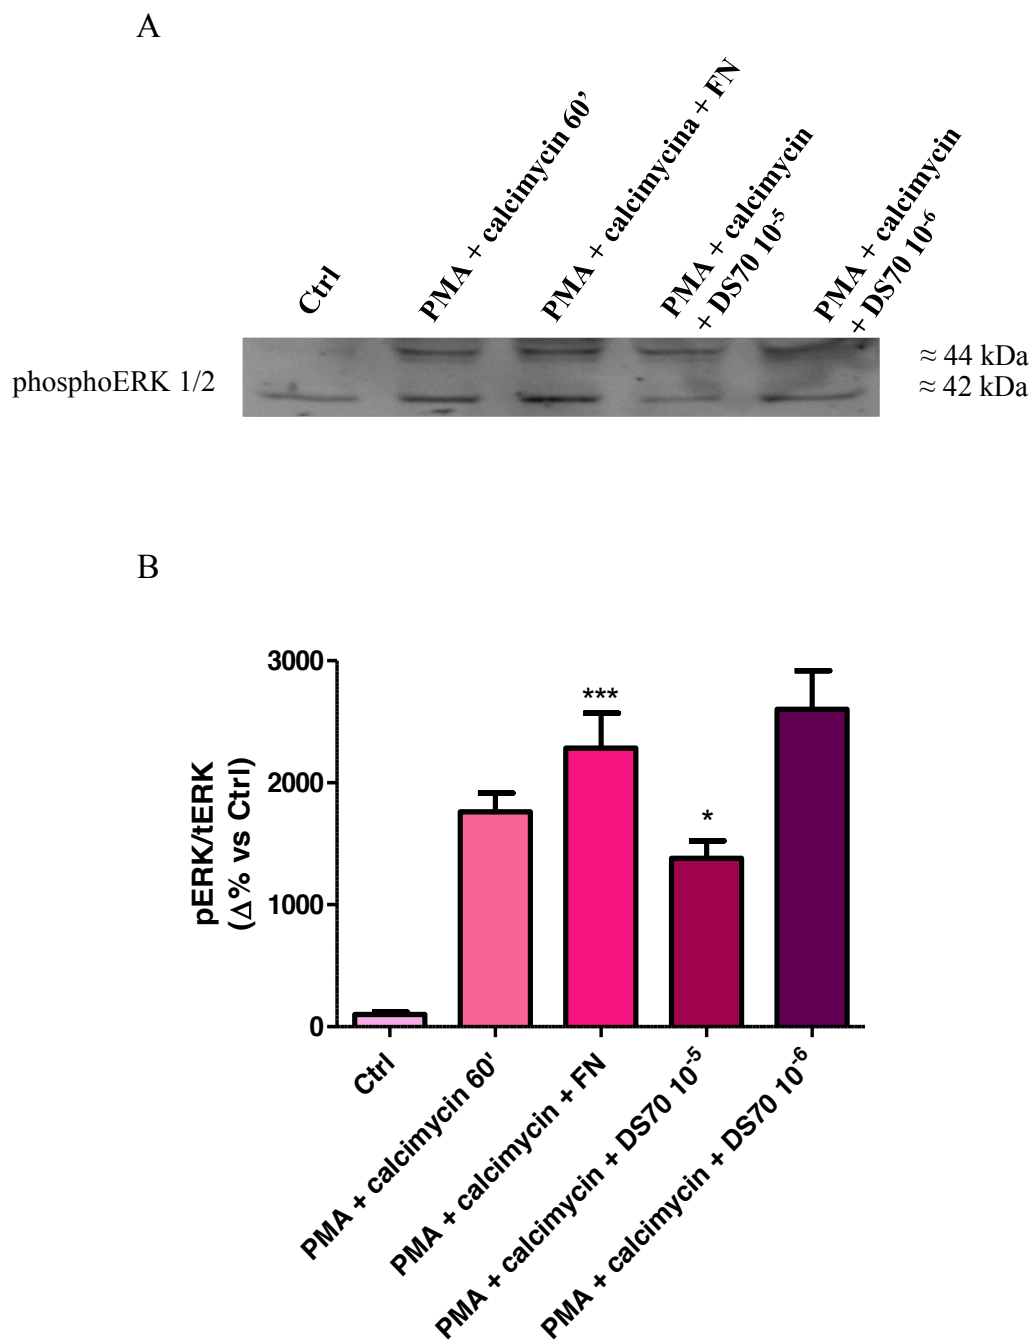 A
Ctrl
PMA + calcimycin 60’
PMA + calcimycina + FN
PMA + calcimycin
+ DS70 10⁻⁵
PMA + calcimycin
+ DS70 10⁻⁶
phosphoERK 1/2
≈ 44 kDa
≈ 42 kDa
B
pERK/tERK
(Δ% vs Ctrl)
3000
2000
1000
0
***
*
Ctrl
PMA + calcimycin 60'
PMA + calcimycin + FN
PMA + calcimycin + DS70 10⁻⁵
PMA + calcimycin + DS70 10⁻⁶